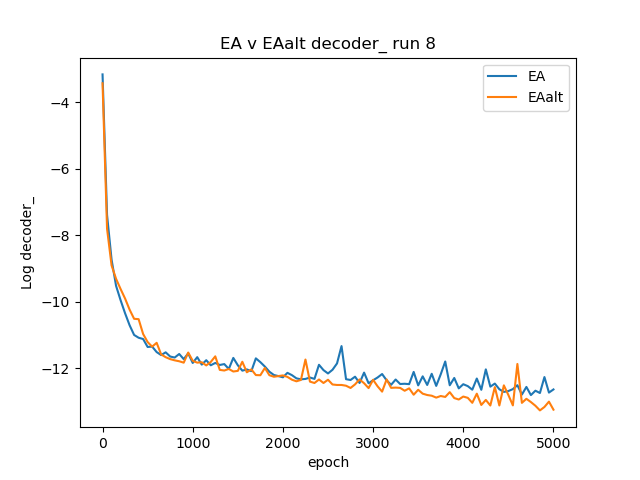 EA v EAalt decoder_ run 8
EA
EAalt
−4
−6
−8
−10
−12
Log decoder_
0
1000
2000
3000
4000
5000
epoch